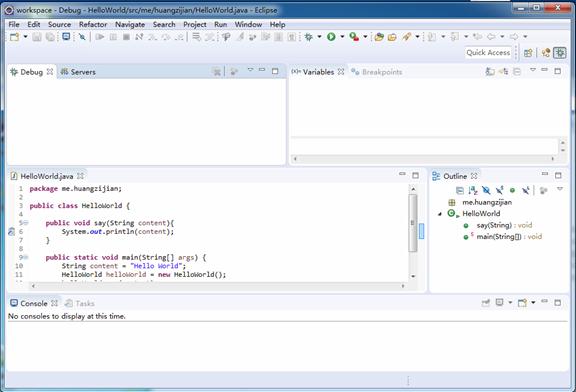 workspace - Debug - HelloWorld/src/me/huangzijian/HelloWorld.java - Eclipse
File Edit Source Refactor Navigate Search Project Run Window Help
Quick Access
Debug Servers
Variables Breakpoints
HelloWorld.java
1 package me.huangzijian;
2
3 public class HelloWorld {
4
5 public void say(String content){
6 System.out.println(content);
7 }
8
9 public static void main(String[] args) {
10 String content = "Hello World";
11 HelloWorld helloWorld = new HelloWorld();
Outline
me.huangzijian
HelloWorld
say(String) : void
main(String[]) : void
Console Tasks
No consoles to display at this time.